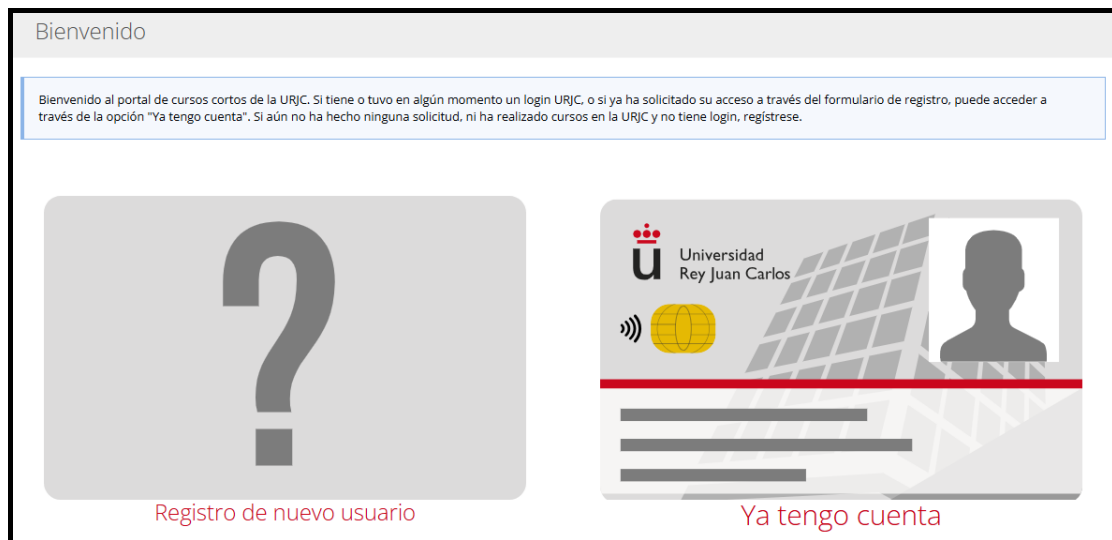 Bienvenido
Bienvenido al portal de cursos cortos de la URJC. Si tiene o tuvo en algún momento un login URJC, o si ya ha solicitado su acceso a través del formulario de registro, puede acceder a
través de la opción "Ya tengo cuenta". Si aún no ha hecho ninguna solicitud, ni ha realizado cursos en la URJC y no tiene login, regístrese.
?
ü Universidad
Rey Juan Carlos
Registro de nuevo usuario
Ya tengo cuenta